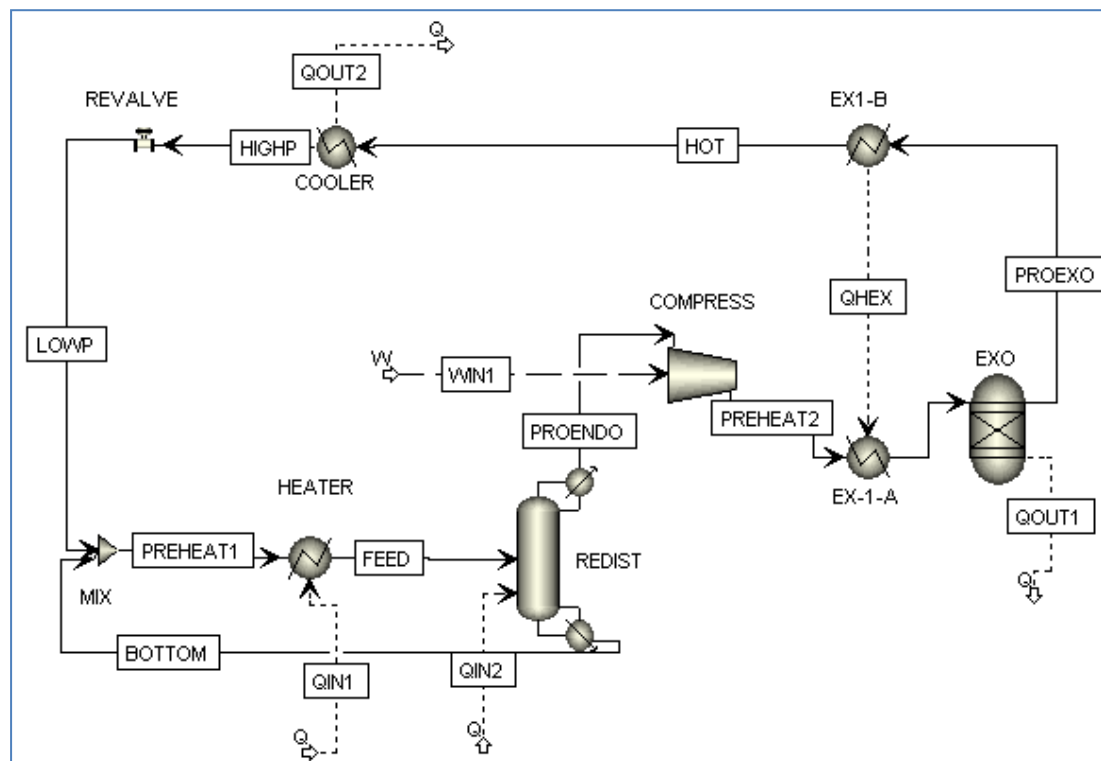 Q
QOUT2
REVALVE
EX1-B
HIGHP
HOT
COOLER
PROEXO
COMPRESS
QHEX
LOWP
EXO
W
WIN1
PREHEAT2
PROENDO
HEATER
EX-1-A
QOUT1
PREHEAT1
FEED
REDIST
MIX
Q
BOTTOM
QIN1
QIN2
Q
Q